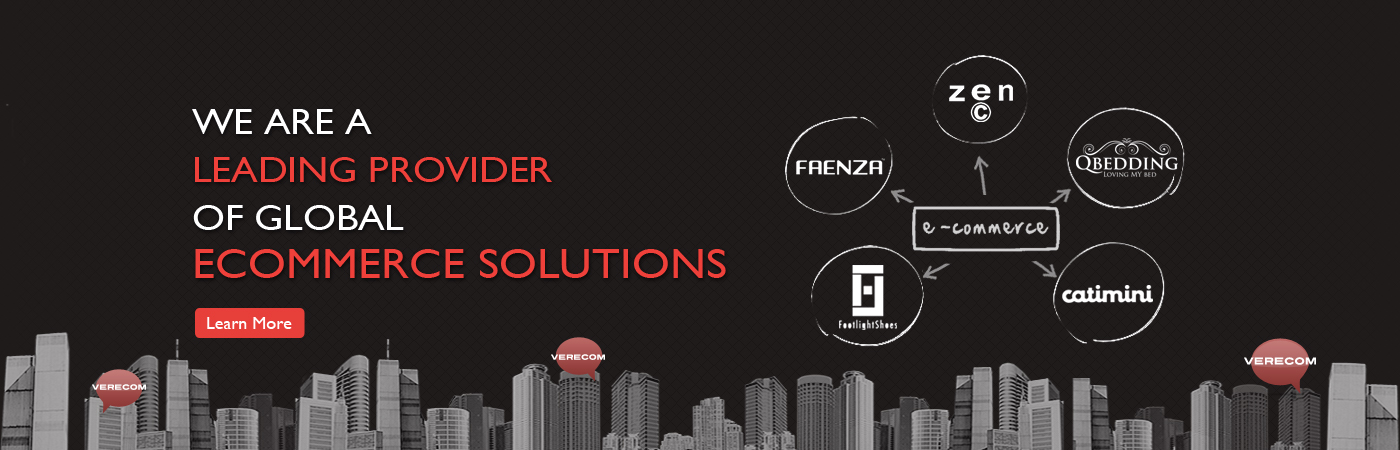 WE ARE A
LEADING PROVIDER
OF GLOBAL
ECOMMERCE SOLUTIONS
Learn More
zen
©
FAENZA
QBEDDING
LOVING MY BED
e-commerce
FootlightShoes
catimini
VERECOM
VERECOM
VERECOM